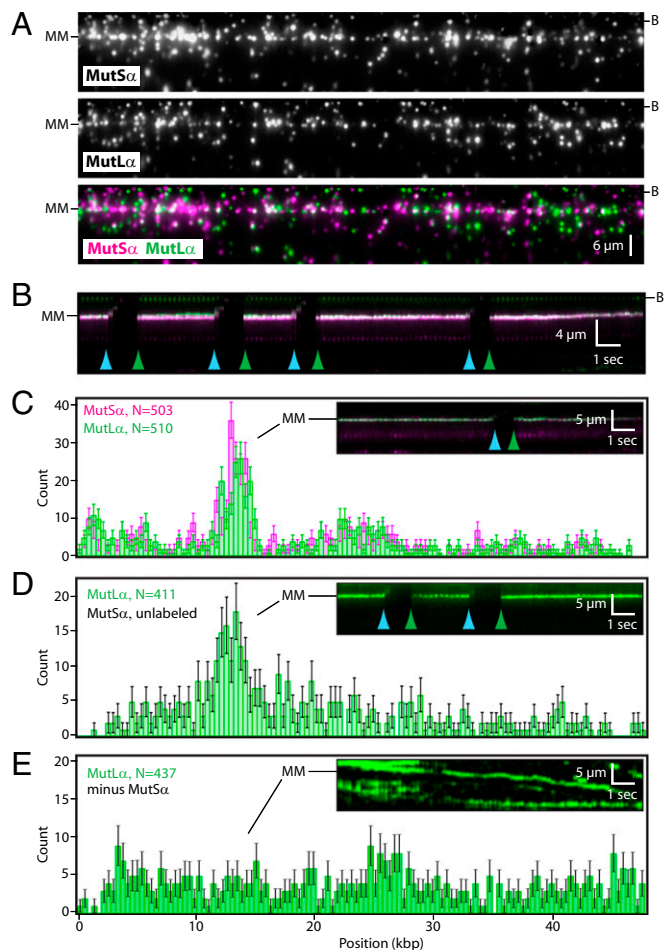 A
MM
B
MutSα
MM
MutLα
MM
B
MutSα MutLα
6 μm
B
MM
B
4 μm
1 sec
C
40
30
20
10
0
Count
MutSα, N=503
MutLα, N=510
MM
5 μm
1 sec
D
20
15
10
5
0
Count
MutLα, N=411
MutSα, unlabeled
MM
5 μm
1 sec
E
20
15
10
5
0
Count
MutLα, N=437
minus MutSα
MM
5 μm
1 sec
0
10
20
30
40
Position (kbp)